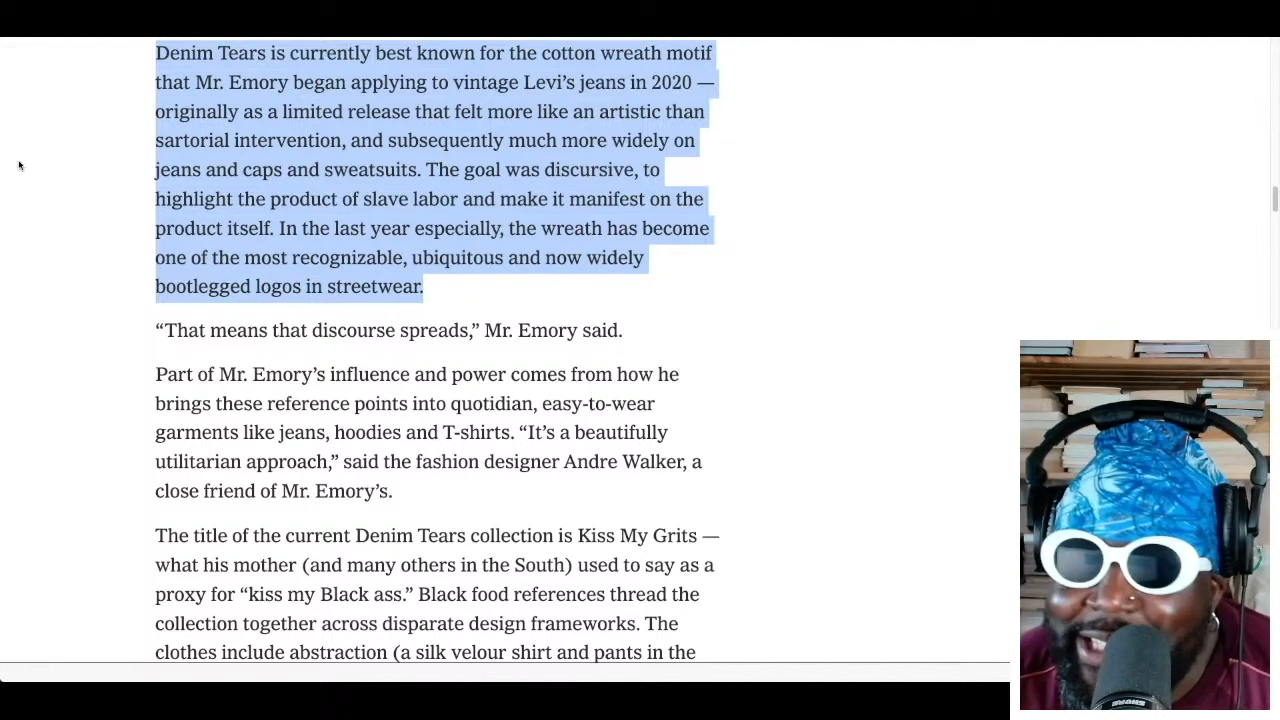 Denim Tears is currently best known for the cotton wreath motif
that Mr. Emory began applying to vintage Levi’s jeans in 2020 —
originally as a limited release that felt more like an artistic than
sartorial intervention, and subsequently much more widely on
jeans and caps and sweatsuits. The goal was discursive, to
highlight the product of slave labor and make it manifest on the
product itself. In the last year especially, the wreath has become
one of the most recognizable, ubiquitous and now widely
bootlegged logos in streetwear.
“That means that discourse spreads,” Mr. Emory said.
Part of Mr. Emory’s influence and power comes from how he
brings these reference points into quotidian, easy-to-wear
garments like jeans, hoodies and T-shirts. “It’s a beautifully
utilitarian approach,” said the fashion designer Andre Walker, a
close friend of Mr. Emory’s.
The title of the current Denim Tears collection is Kiss My Grits —
what his mother (and many others in the South) used to say as a
proxy for “kiss my Black ass.” Black food references thread the
collection together across disparate design frameworks. The
clothes include abstraction (a silk velour shirt and pants in the
SHURE